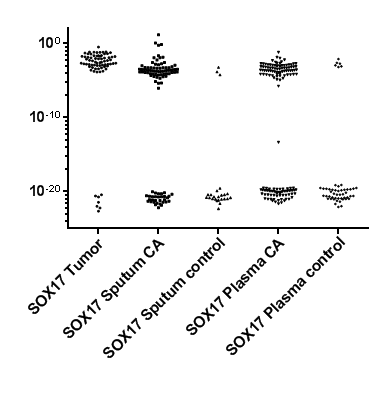 10⁰
10⁻¹⁰
10⁻²⁰
SOX17 Tumor
SOX17 Sputum CA
SOX17 Sputum control
SOX17 Plasma CA
SOX17 Plasma control